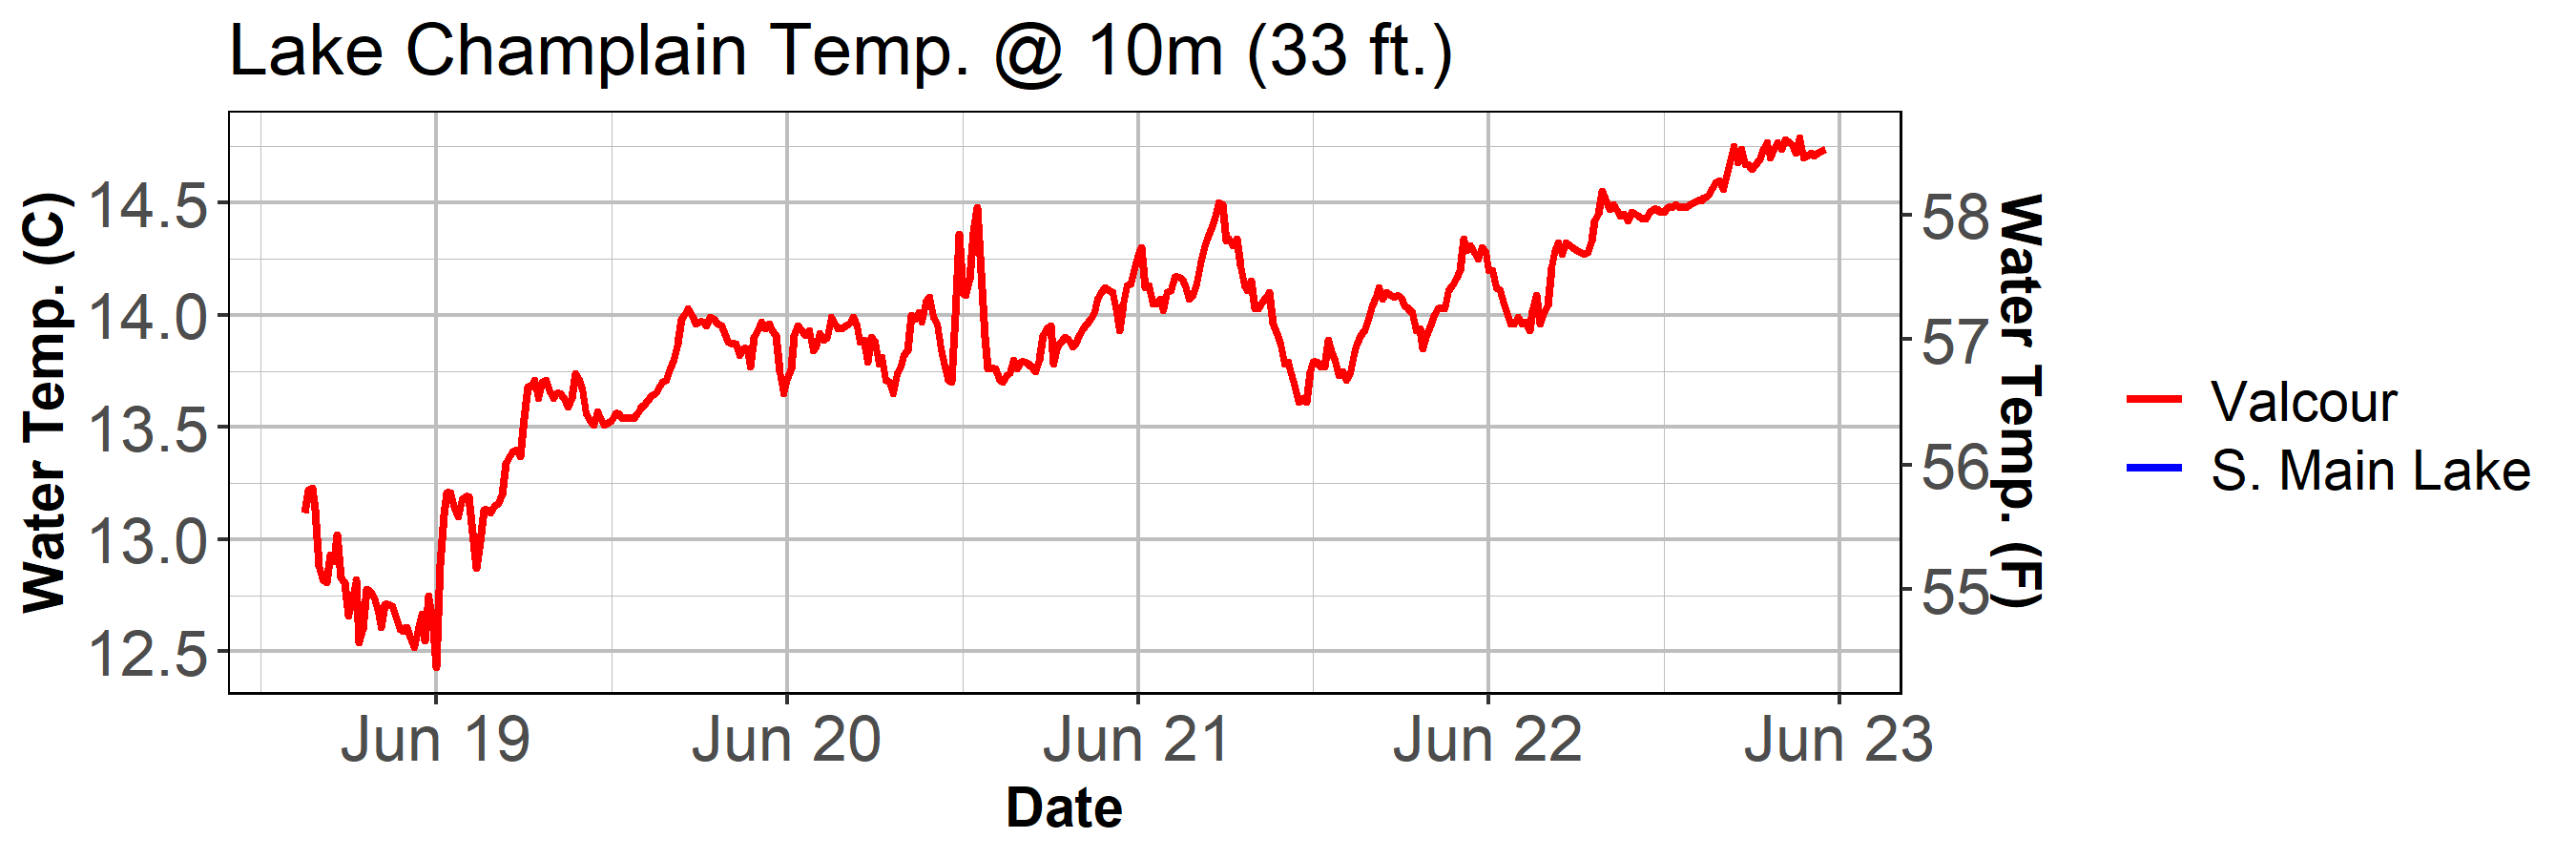 Lake Champlain Temp. @ 10m (33 ft.)
Water Temp. (C)
14.5
14.0
13.5
13.0
12.5
58
57
56
55
Water Temp. (F)
Jun 19
Jun 20
Jun 21
Jun 22
Jun 23
Date
Valcour
S. Main Lake